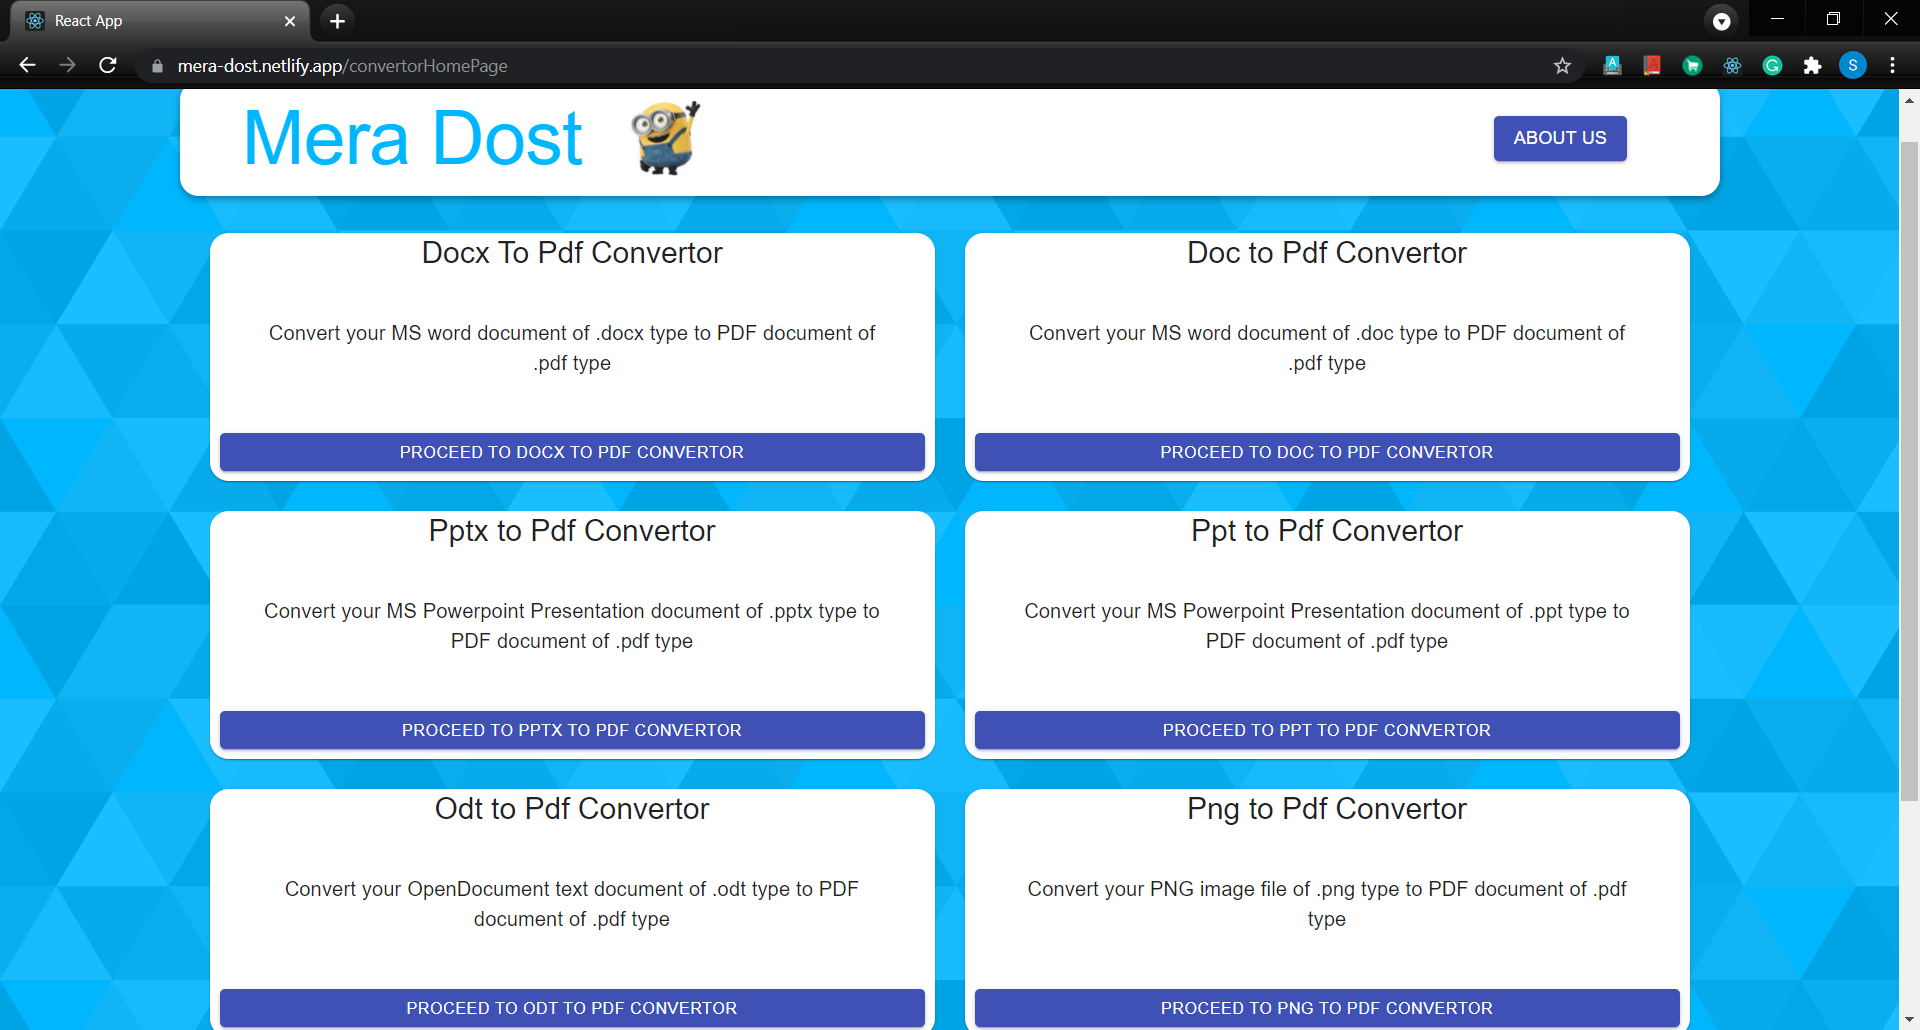 React App
mera-dost.netlify.app/convertorHomePage
S
Mera Dost
ABOUT US
Docx To Pdf Convertor
Convert your MS word document of .docx type to PDF document of
.pdf type
PROCEED TO DOCX TO PDF CONVERTOR
Doc to Pdf Convertor
Convert your MS word document of .doc type to PDF document of
.pdf type
PROCEED TO DOC TO PDF CONVERTOR
Pptx to Pdf Convertor
Convert your MS Powerpoint Presentation document of .pptx type to
PDF document of .pdf type
PROCEED TO PPTX TO PDF CONVERTOR
Ppt to Pdf Convertor
Convert your MS Powerpoint Presentation document of .ppt type to
PDF document of .pdf type
PROCEED TO PPT TO PDF CONVERTOR
Odt to Pdf Convertor
Convert your OpenDocument text document of .odt type to PDF
document of .pdf type
PROCEED TO ODT TO PDF CONVERTOR
Png to Pdf Convertor
Convert your PNG image file of .png type to PDF document of .pdf
type
PROCEED TO PNG TO PDF CONVERTOR